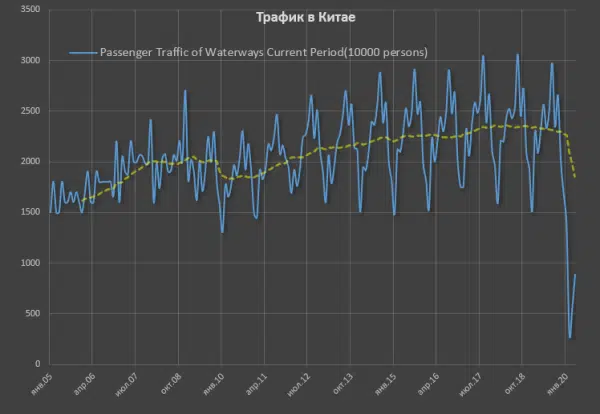 Трафик в Китае
Passenger Traffic of Waterways Current Period(10000 persons)
3500
3000
2500
2000
1500
1000
500
0
янв.05
апр.06
июл.07
окт.08
янв.10
апр.11
июл.12
окт.13
янв.15
апр.16
июл.17
окт.18
янв.20